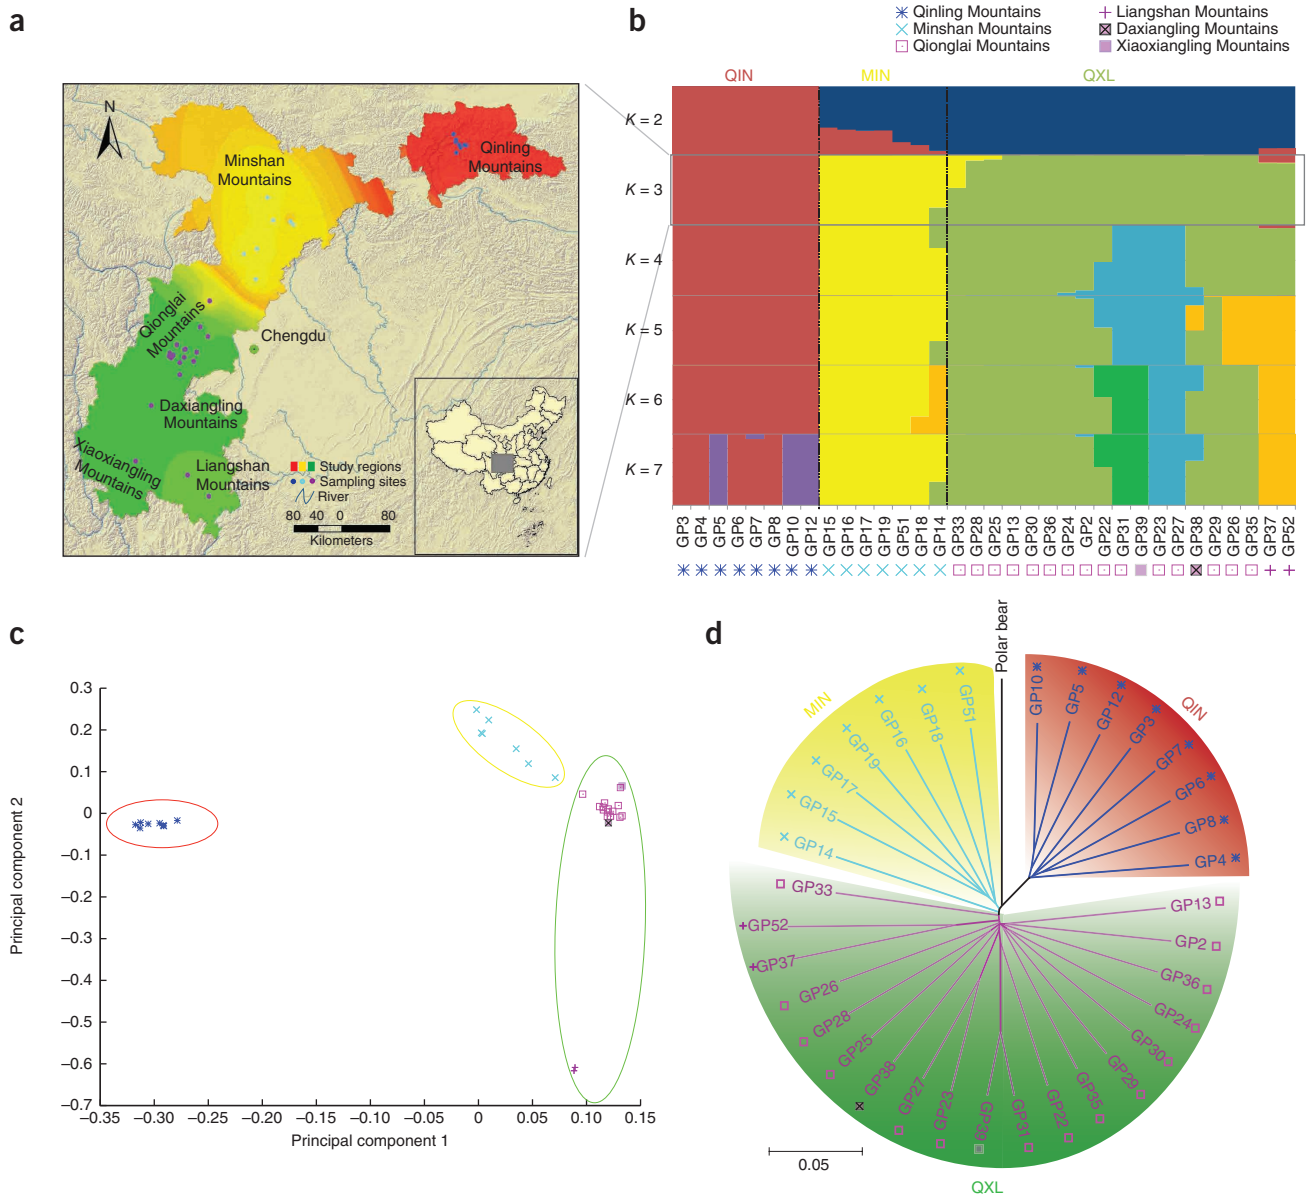 a
N
Minshan
Mountains
Qinling
Mountains
Qionglai
Mountains
Chengdu
Daxiangling
Mountains
Xiaoxiangling
Mountains
Liangshan
Mountains
Study regions
Sampling sites
River
80 40 0 80
Kilometers
b
Qinling Mountains
Minshan Mountains
Qionglai Mountains
Liangshan Mountains
Daxiangling Mountains
Xiaoxiangling Mountains
QIN MIN QXL
K = 2
K = 3
K = 4
K = 5
K = 6
K = 7
GP3 GP4 GP5 GP6 GP7 GP8 GP10 GP12 GP15 GP16 GP17 GP19 GP51 GP18 GP14 GP33 GP28 GP25 GP13 GP30 GP36 GP24 GP2 GP22 GP31 GP39 GP23 GP27 GP38 GP29 GP26 GP35 GP37 GP52
c
Principal component 2
0.3
0.2
0.1
0
–0.1
–0.2
–0.3
–0.4
–0.5
–0.6
–0.7
–0.35 –0.30 –0.25 –0.20 –0.15 –0.10 –0.05 0 0.05 0.10 0.15
Principal component 1
d
Polar bear
QIN
GP10
GP5
GP12
GP3
GP7
GP6
GP8
GP4
GP13
GP2
GP36
GP24
GP30
GP29
GP35
GP22
GP31
GP39
GP23
GP27
GP38
GP25
GP28
GP26
GP37
GP52
GP33
GP14
GP15
GP17
GP19
GP16
GP18
GP51
MIN
QXL
0.05